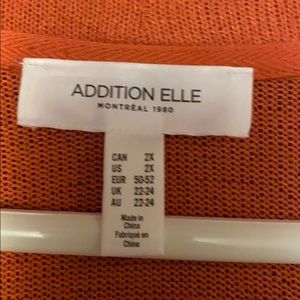 ADDITION ELLE
MONTRÉAL 1980
CAN 2X
US 2X
EUR 50-52
UK 22-24
AU 22-24
Made in
China
Fabriqué en
Chine